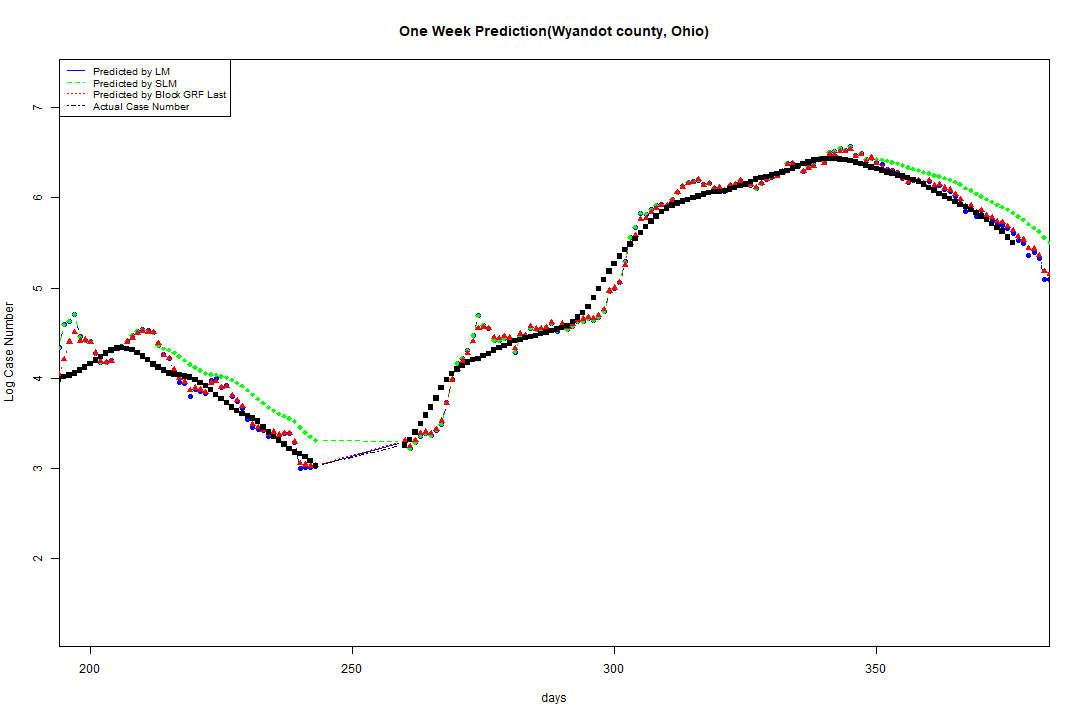 One Week Prediction(Wyandot county, Ohio)
Predicted by LM
Predicted by SLM
Predicted by Block GRF Last
Actual Case Number
7
6
5
4
3
2
Log Case Number
200 250 300 350
days